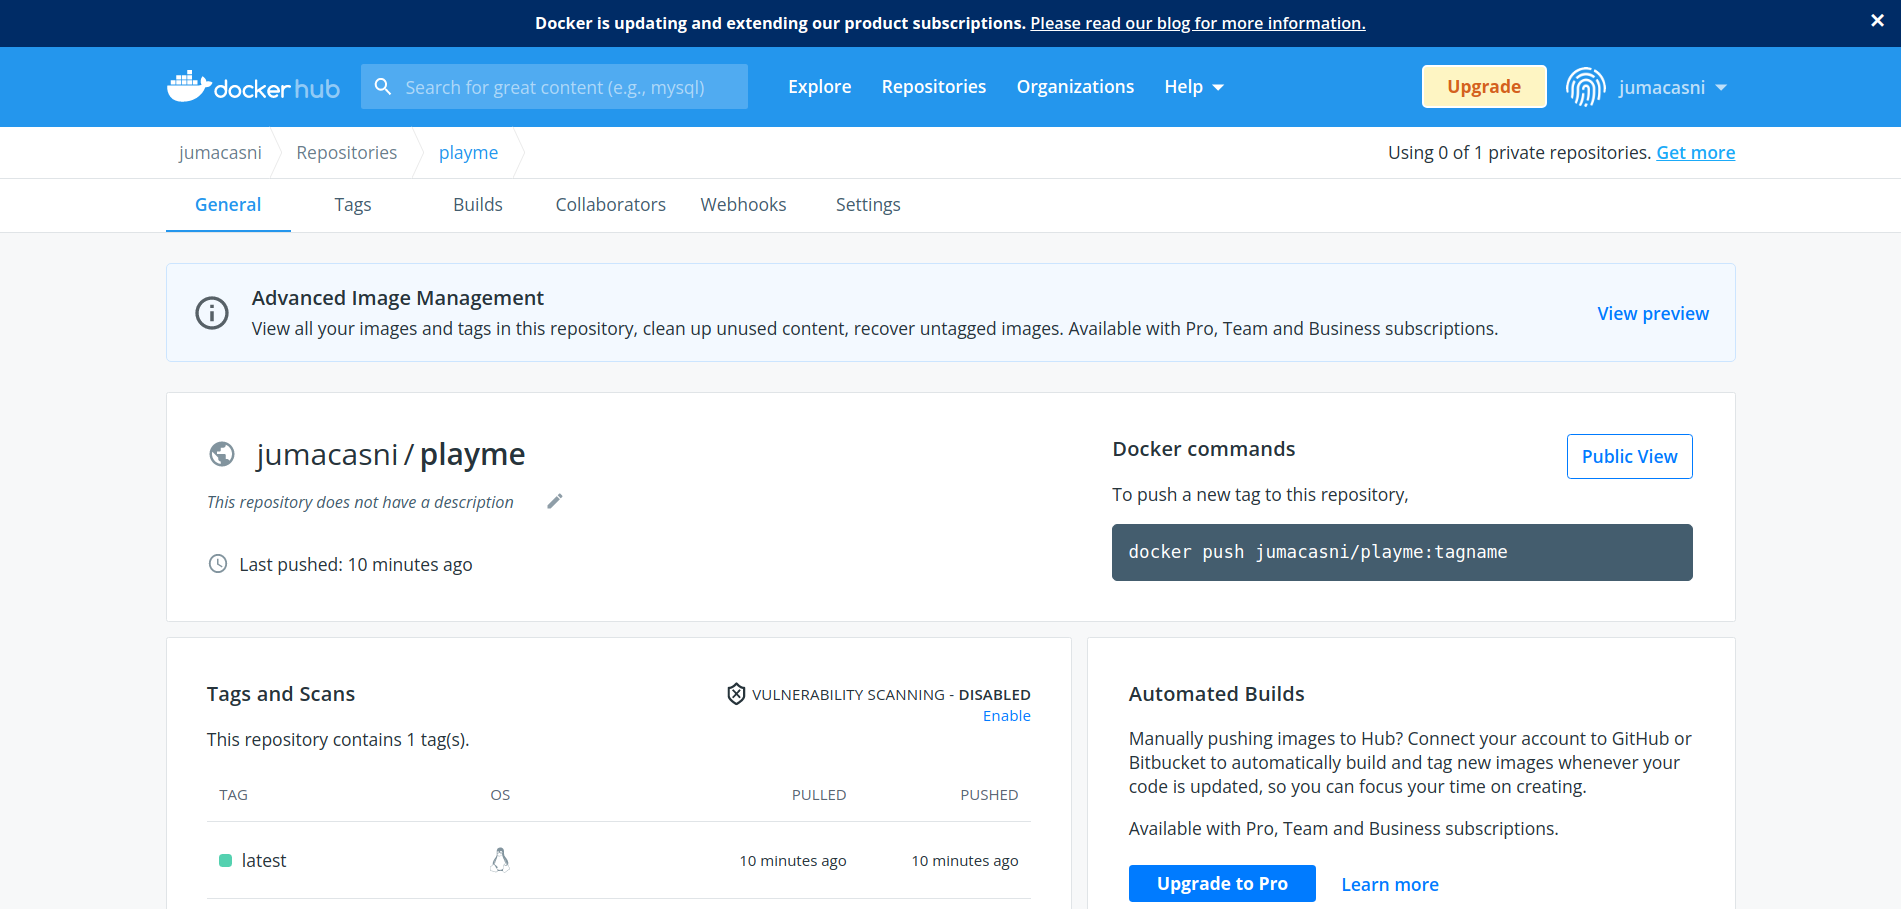 Docker is updating and extending our product subscriptions. Please read our blog for more information.
dockerhub
Search for great content (e.g., mysql)
Explore
Repositories
Organizations
Help
Upgrade
jumacasni
jumacasni
Repositories
playme
Using 0 of 1 private repositories. Get more
General
Tags
Builds
Collaborators
Webhooks
Settings
Advanced Image Management
View all your images and tags in this repository, clean up unused content, recover untagged images. Available with Pro, Team and Business subscriptions.
View preview
jumacasni / playme
This repository does not have a description
Last pushed: 10 minutes ago
Docker commands
Public View
To push a new tag to this repository,
docker push jumacasni/playme:tagname
Tags and Scans
VULNERABILITY SCANNING - DISABLED
Enable
This repository contains 1 tag(s).
TAG
OS
PULLED
PUSHED
latest
10 minutes ago
10 minutes ago
Automated Builds
Manually pushing images to Hub? Connect your account to GitHub or
Bitbucket to automatically build and tag new images whenever your
code is updated, so you can focus your time on creating.
Available with Pro, Team and Business subscriptions.
Upgrade to Pro
Learn more